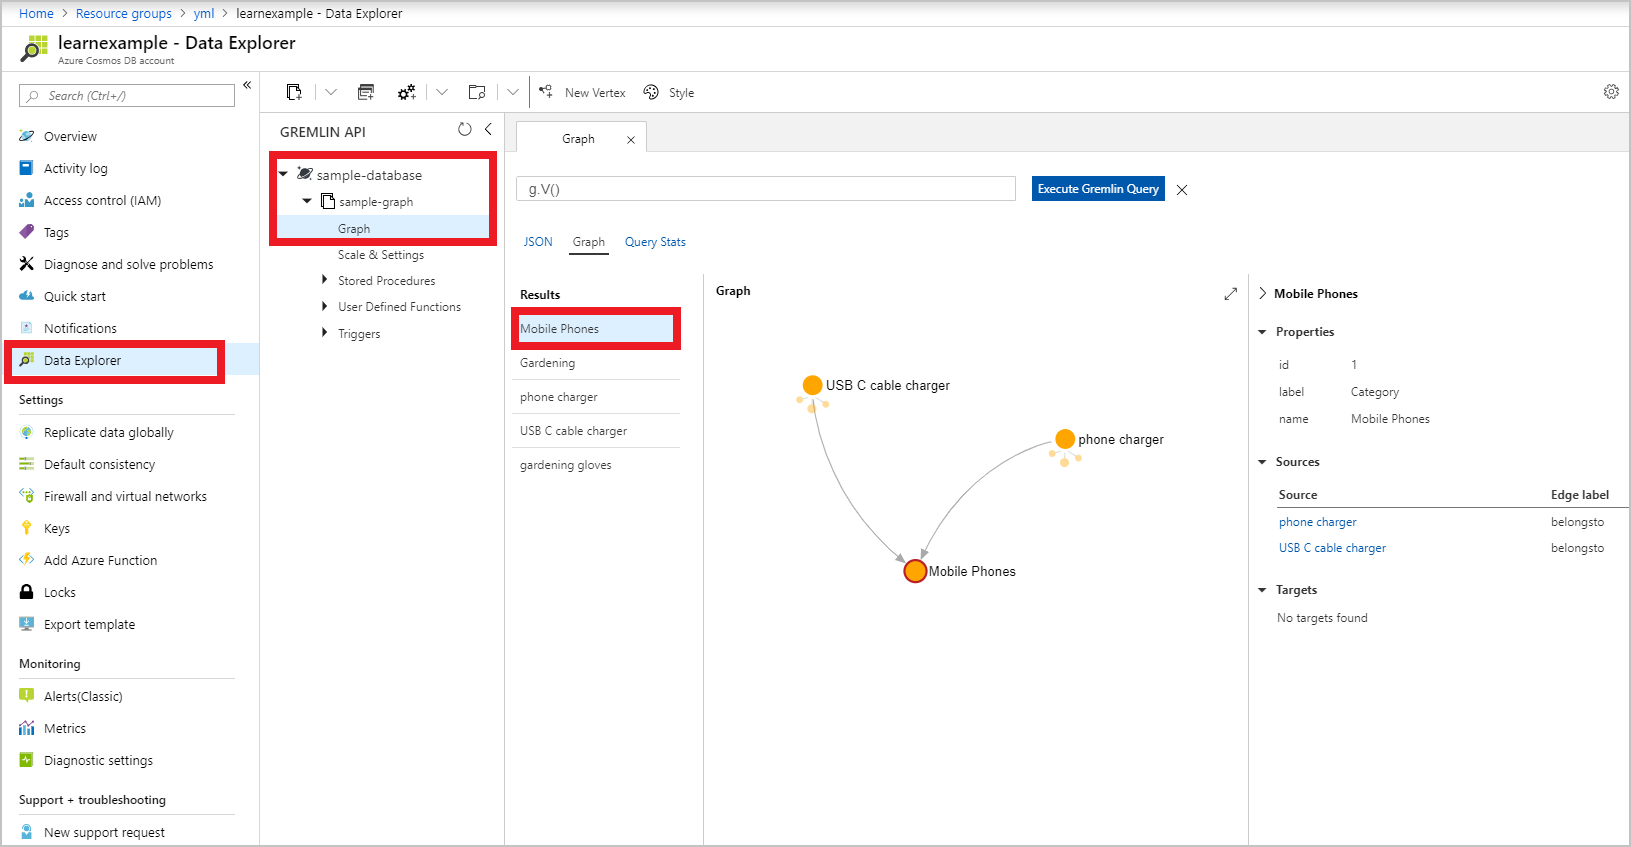 Home > Resource groups > yml > learnexample - Data Explorer
learnexample - Data Explorer
Azure Cosmos DB account
Search (Ctrl+/)
«
Overview
Activity log
Access control (IAM)
Tags
Diagnose and solve problems
Quick start
Notifications
Data Explorer
Settings
Replicate data globally
Default consistency
Firewall and virtual networks
Keys
Add Azure Function
Locks
Export template
Monitoring
Alerts(Classic)
Metrics
Diagnostic settings
Support + troubleshooting
New support request
New Vertex
Style
GREMLIN API
sample-database
sample-graph
Graph
Scale & Settings
Stored Procedures
User Defined Functions
Triggers
Graph
g.V()
Execute Gremlin Query
JSON
Graph
Query Stats
Results
Mobile Phones
Gardening
phone charger
USB C cable charger
gardening gloves
Graph
USB C cable charger
phone charger
Mobile Phones
Mobile Phones
Properties
id 1
label Category
name Mobile Phones
Sources
Source Edge label
phone charger belongsto
USB C cable charger belongsto
Targets
No targets found